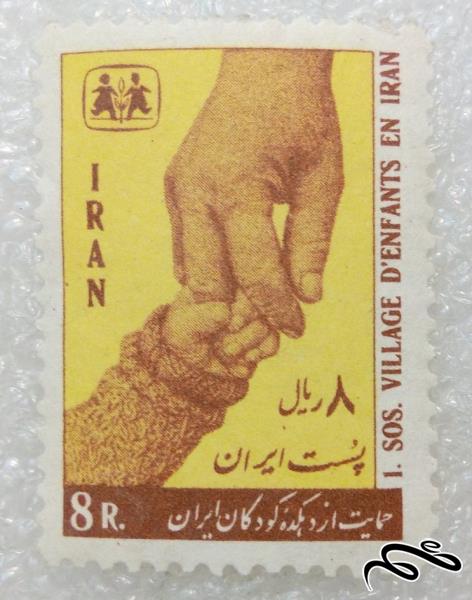 IRAN
1. SOS. VILLAGE D'ENFANTS EN IRAN
۸ ریال
پست ایران
8 R.
حمایت از دهکده کودکان ایران